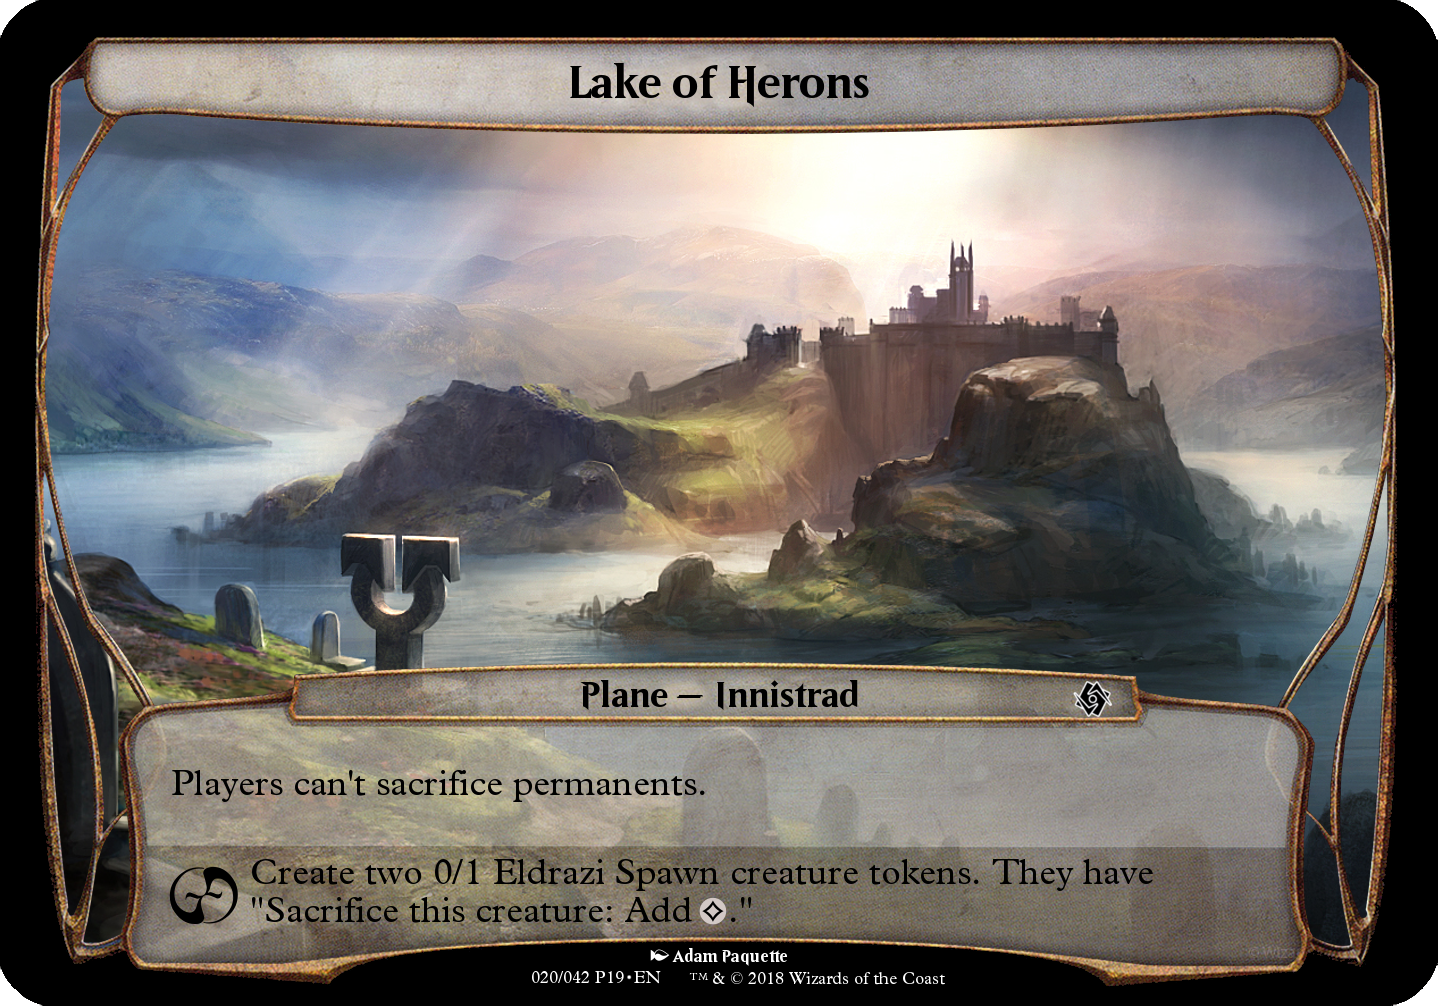 Lake of Herons
Plane — Innistrad
Players can't sacrifice permanents.
Create two 0/1 Eldrazi Spawn creature tokens. They have
"Sacrifice this creature: Add ."
Adam Paquette
020/042 P19•EN ™ & © 2018 Wizards of the Coast